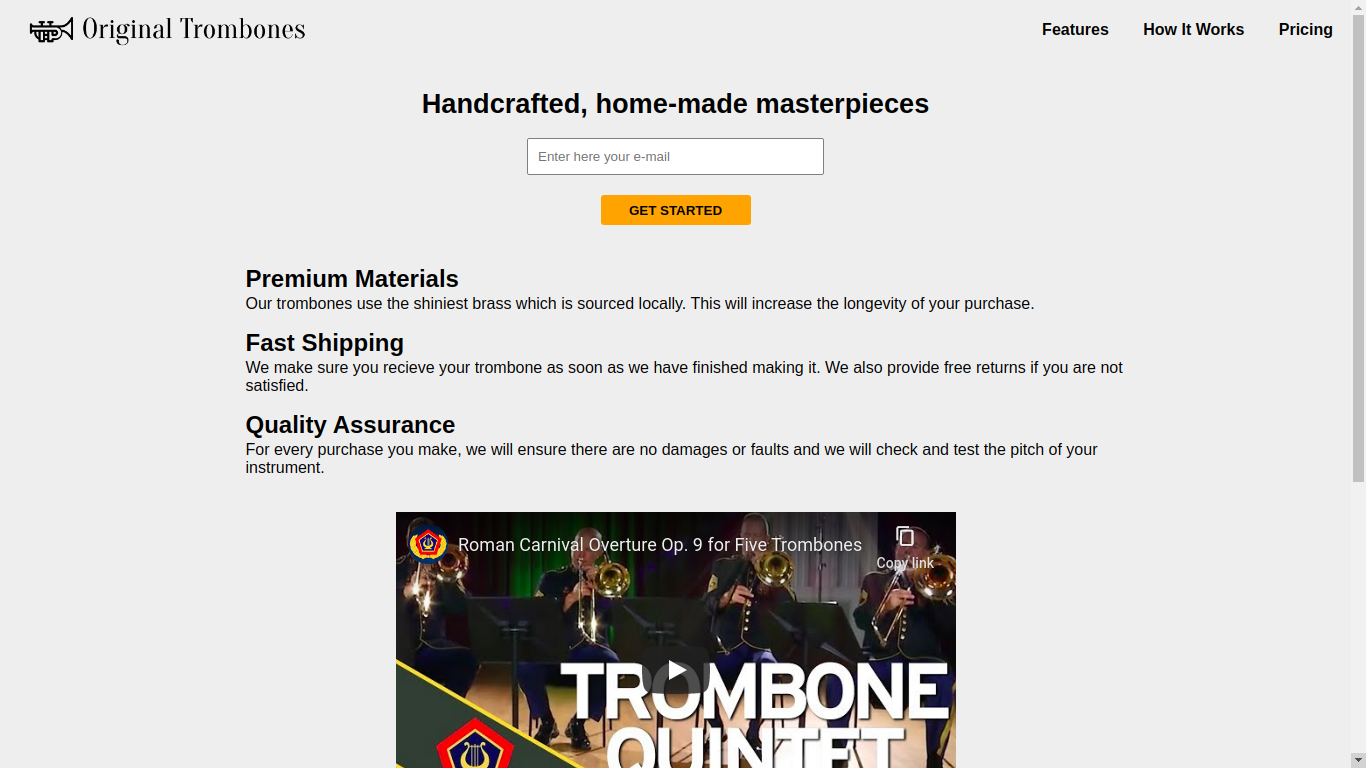 Original Trombones
Features
How It Works
Pricing
Handcrafted, home-made masterpieces
Enter here your e-mail
GET STARTED
Premium Materials
Our trombones use the shiniest brass which is sourced locally. This will increase the longevity of your purchase.
Fast Shipping
We make sure you recieve your trombone as soon as we have finished making it. We also provide free returns if you are not
satisfied.
Quality Assurance
For every purchase you make, we will ensure there are no damages or faults and we will check and test the pitch of your
instrument.
Roman Carnival Overture Op. 9 for Five Trombones
Copy link
TROMBONE
QUINTET